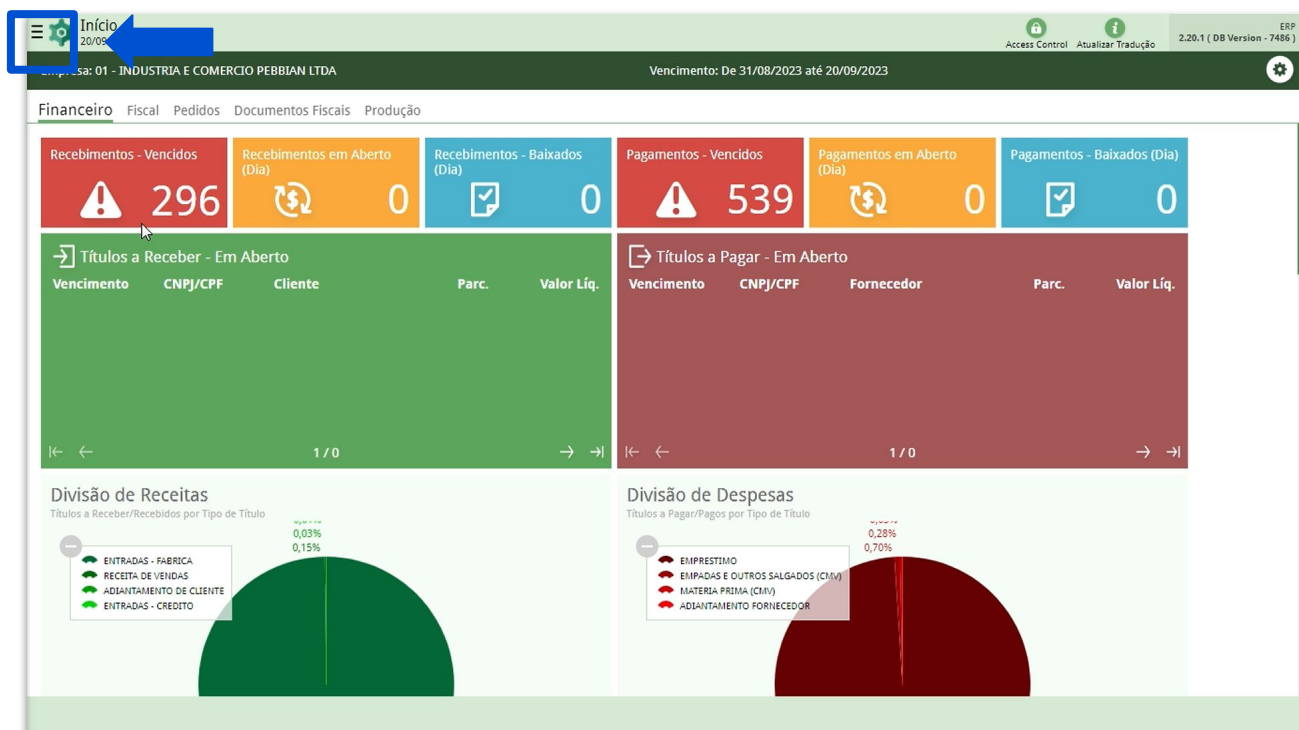 Início
20/09
Access Control
Atualizar Tradução
ERP
2.20.1 ( DB Version - 7486 )
Empresa: 01 - INDUSTRIA E COMERCIO PEBBIAN LTDA
Vencimento: De 31/08/2023 até 20/09/2023
Financeiro Fiscal Pedidos Documentos Fiscais Produção
Recebimentos - Vencidos
296
Recebimentos em Aberto
(Dia)
0
Recebimentos - Baixados
(Dia)
0
Pagamentos - Vencidos
539
Pagamentos em Aberto
(Dia)
0
Pagamentos - Baixados (Dia)
0
Títulos a Receber - Em Aberto
Vencimento CNPJ/CPF Cliente Parc. Valor Líq.
1 / 0
Títulos a Pagar - Em Aberto
Vencimento CNPJ/CPF Fornecedor Parc. Valor Líq.
1 / 0
Divisão de Receitas
Títulos a Receber/Recebidos por Tipo de Título
0,03%
0,15%
ENTRADAS - FABRICA
RECEITA DE VENDAS
ADIANTAMENTO DE CLIENTE
ENTRADAS - CREDITO
Divisão de Despesas
Títulos a Pagar/Pagos por Tipo de Título
0,28%
0,70%
EMPRESTIMO
EMPADAS E OUTROS SALGADOS (CMV)
MATERIA PRIMA (CMV)
ADIANTAMENTO FORNECEDOR